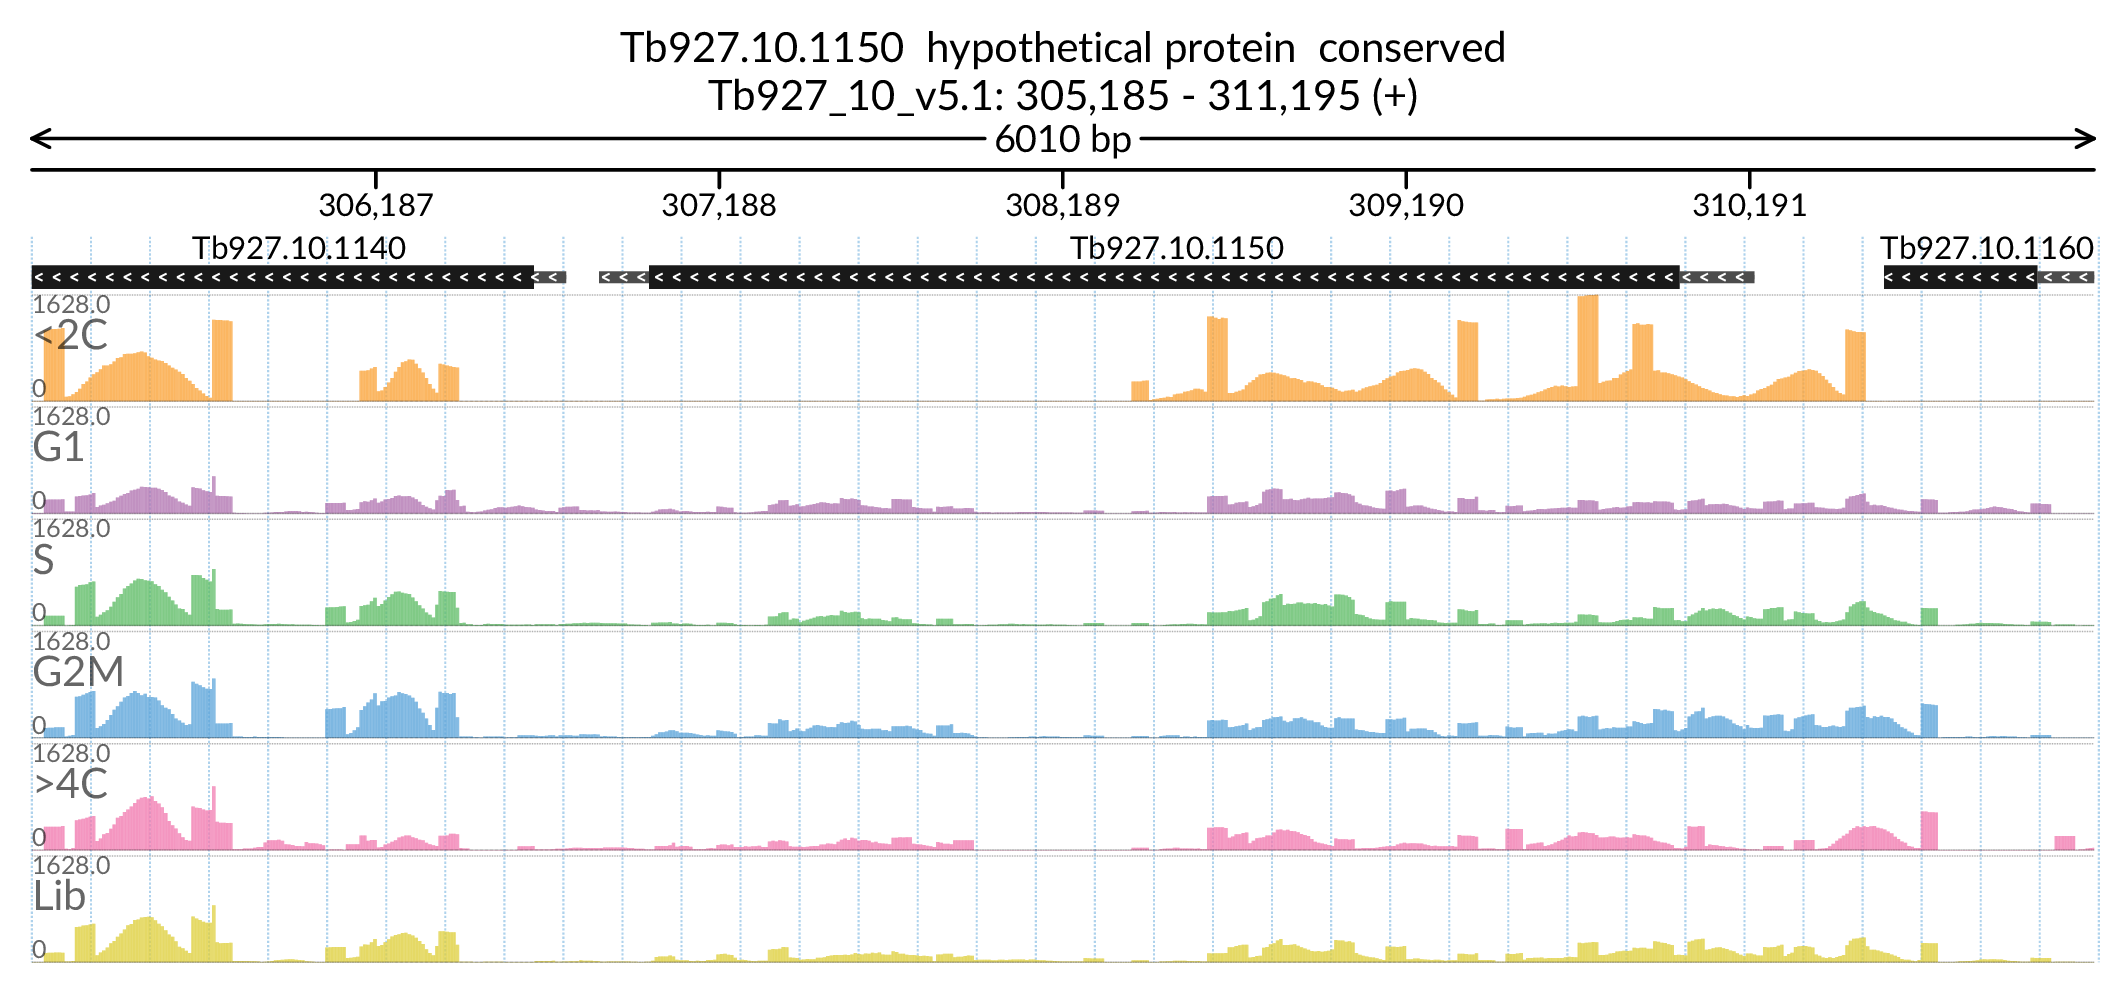 Tb927.10.1150 hypothetical protein conserved
Tb927_10_v5.1: 305,185 - 311,195 (+)
6010 bp
306,187 307,188 308,189 309,190 310,191
Tb927.10.1140 Tb927.10.1150 Tb927.10.1160
1628.0
<2C
0
1628.0
G1
0
1628.0
S
0
1628.0
G2M
0
1628.0
>4C
0
1628.0
Lib
0